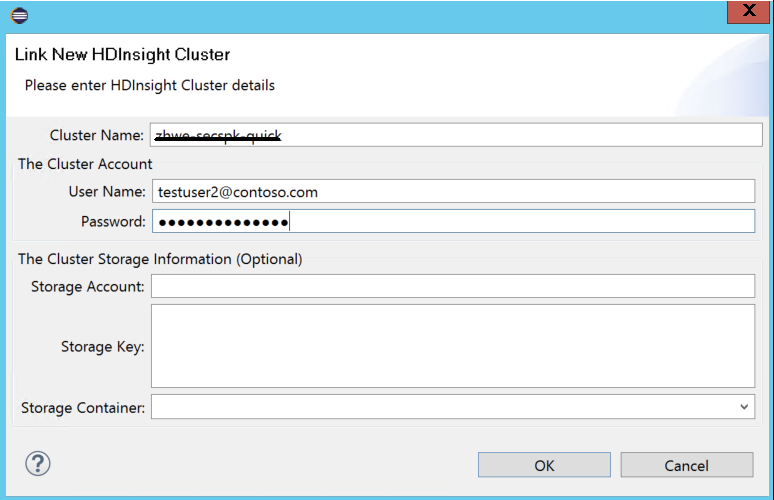 X
Link New HDInsight Cluster
Please enter HDInsight Cluster details
Cluster Name: zhwe-secspk-quick
The Cluster Account
User Name: testuser2@contoso.com
Password: ●●●●●●●●●●●●●●
The Cluster Storage Information (Optional)
Storage Account:
Storage Key:
Storage Container:
?
OK Cancel